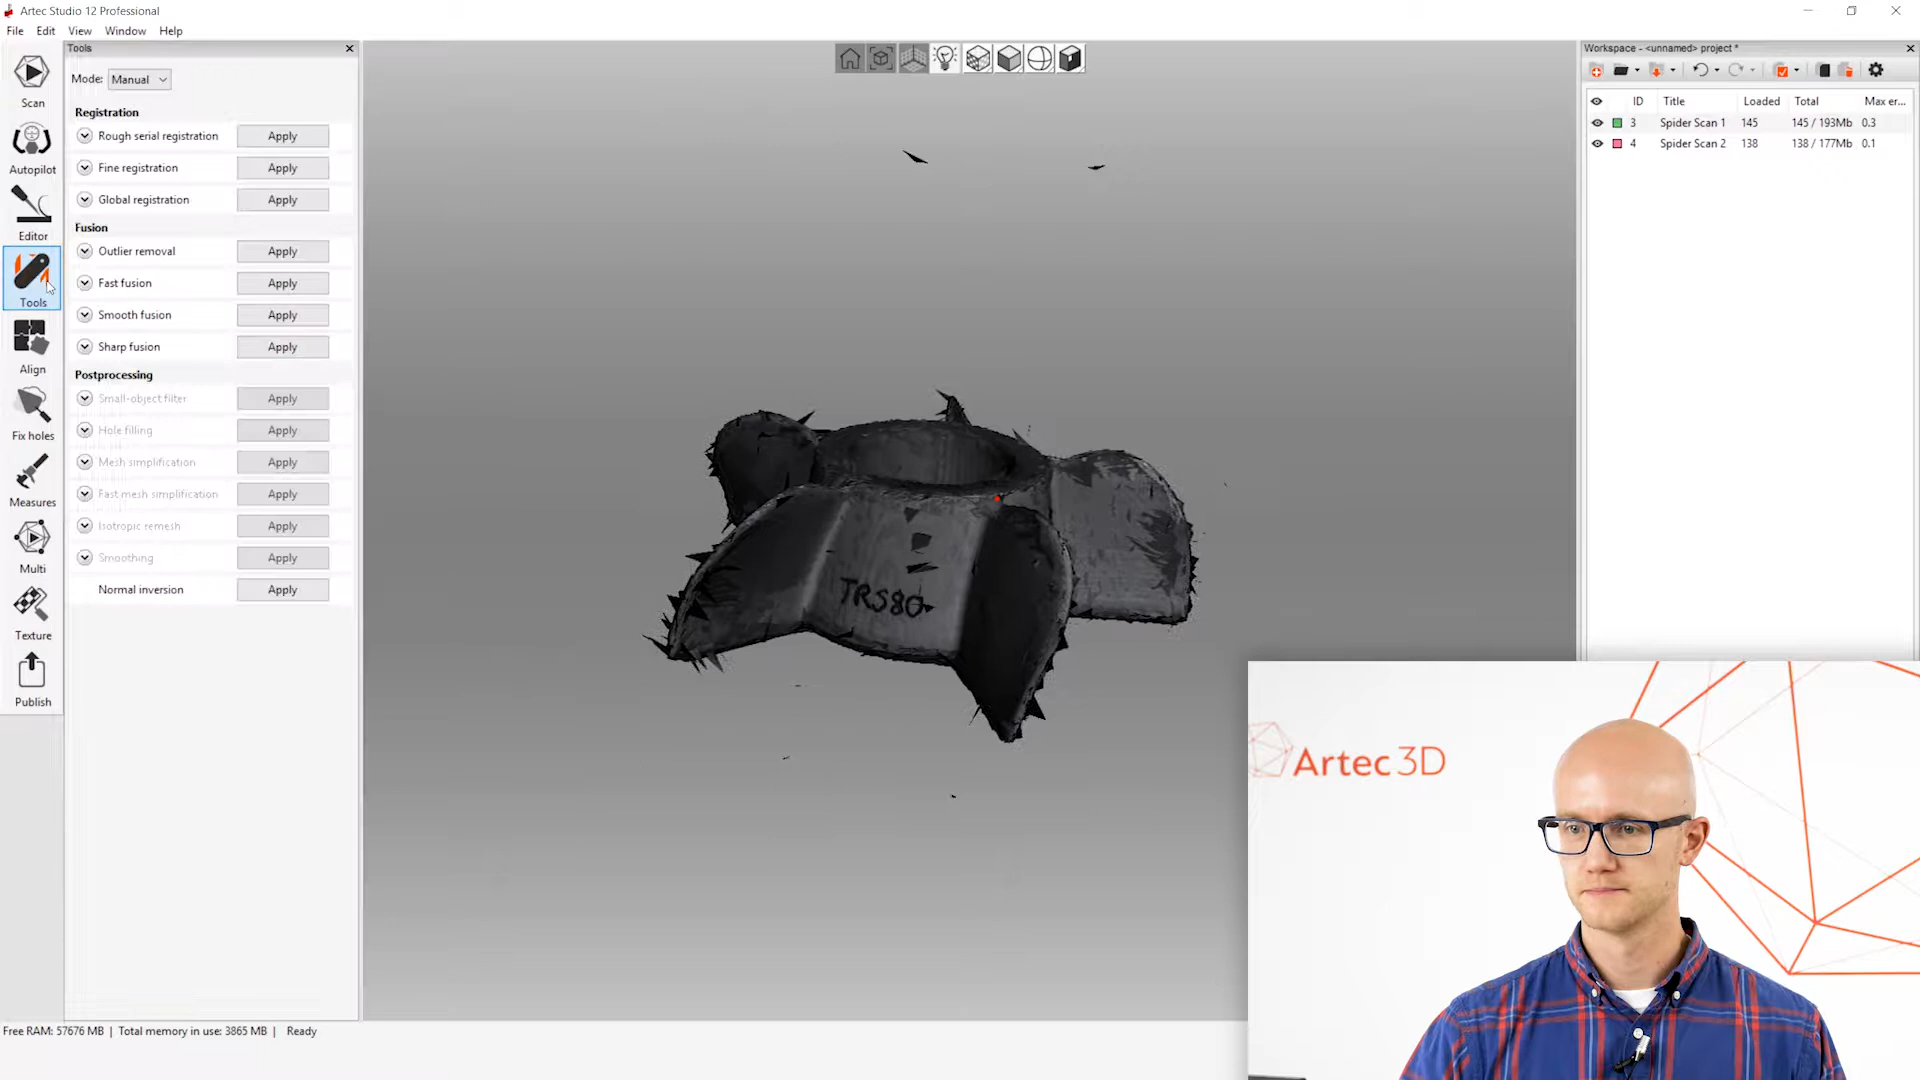 Artec Studio 12 Professional
File Edit View Window Help
Tools
Workspace - <unnamed> project *
Mode: Manual
Scan
Autopilot
Editor
Tools
Align
Fix holes
Measures
Multi
Texture
Publish
Registration
Rough serial registration Apply
Fine registration Apply
Global registration Apply
Fusion
Outlier removal Apply
Fast fusion Apply
Smooth fusion Apply
Sharp fusion Apply
Postprocessing
Small-object filter Apply
Hole filling Apply
Mesh simplification Apply
Fast mesh simplification Apply
Isotropic remesh Apply
Smoothing Apply
Normal inversion Apply
TRS80
ID Title Loaded Total Max er...
3 Spider Scan 1 145 145 / 193Mb 0.3
4 Spider Scan 2 138 138 / 177Mb 0.1
Artec 3D
Free RAM: 57676 MB | Total memory in use: 3865 MB | Ready